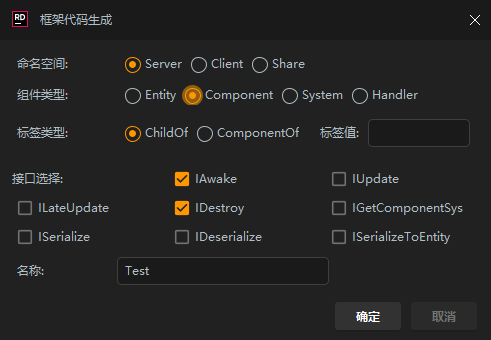 RD 框架代码生成
命名空间: Server Client Share
组件类型: Entity Component System Handler
标签类型: ChildOf ComponentOf 标签值:
接口选择: IAwake IUpdate
ILateUpdate IDestroy IGetComponentSys
ISerialize IDeserialize ISerializeToEntity
名称: Test
确定 取消